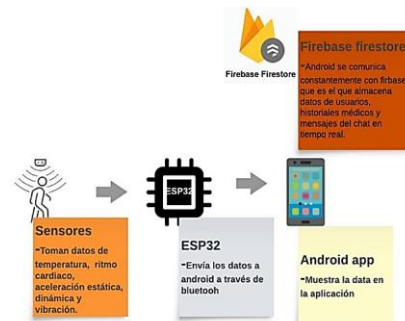 Firebase Firestore
Firebase firestore
-Android se comunica
constantemente con firbase
que es el que almacena
datos de usuarios,
historiales médicos y
mensajes del chat en
tiempo real.
ESP32
Sensores
-Toman datos de
temperatura, ritmo
cardiaco,
aceleración estática,
dinámica y
vibración.
ESP32
-Envía los datos a
android a través de
bluetooh
Android app
-Muestra la data en
la aplicación